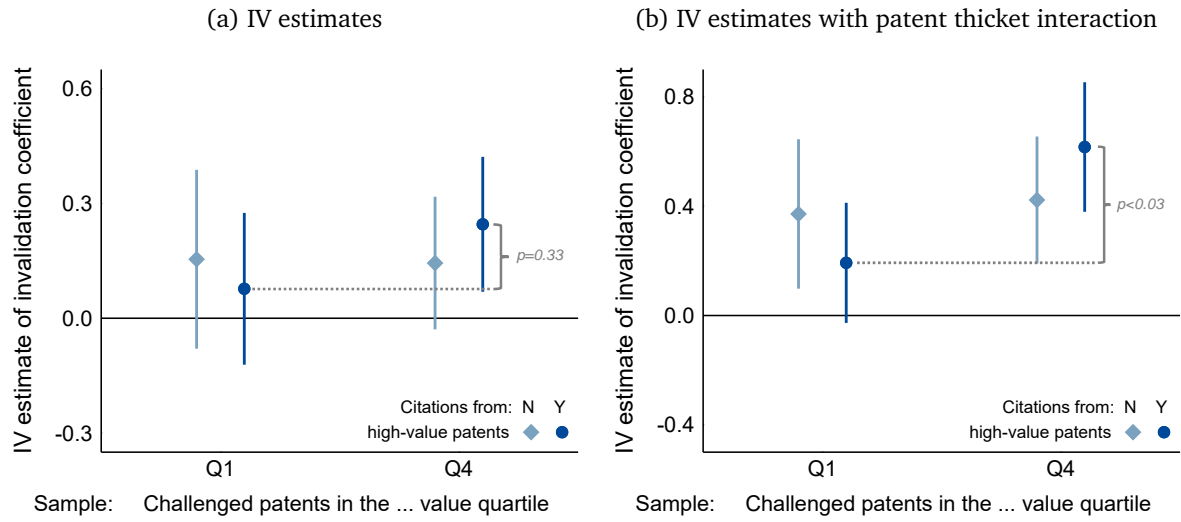 (a) IV estimates
IV estimate of invalidation coefficient
0.6
0.3
0.0
-0.3
p=0.33
Citations from: N Y
high-value patents
Q1 Q4
Sample: Challenged patents in the ... value quartile
(b) IV estimates with patent thicket interaction
IV estimate of invalidation coefficient
0.8
0.4
0.0
-0.4
p<0.03
Citations from: N Y
high-value patents
Q1 Q4
Sample: Challenged patents in the ... value quartile